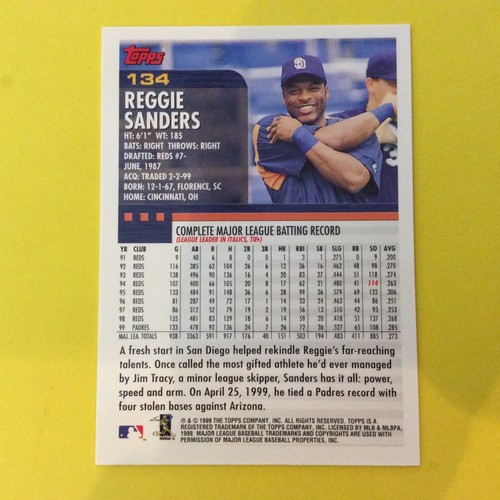 Topps
134
REGGIE
SANDERS
HT: 6'1" WT: 185
BATS: RIGHT THROWS: RIGHT
DRAFTED: REDS #7-
JUNE, 1987
ACQ: TRADED 2-2-99
BORN: 12-1-67, FLORENCE, SC
HOME: CINCINNATI, OH
COMPLETE MAJOR LEAGUE BATTING RECORD
(LEAGUE LEADER IN ITALICS, TIE+)
YR CLUB G AB R H 2B 3B HR RBI SB SLG BB SO AVG
91 REDS 9 40 6 8 0 0 1 3 1 .275 0 9 .200
92 REDS 116 385 62 104 26 6 12 36 16 .462 48 98 .270
93 REDS 138 496 90 136 16 4 20 83 27 .444 51 118 .274
94 REDS 107 400 66 105 20 8 17 62 21 .480 41 114 .263
95 REDS 133 484 91 148 36 6 28 99 36 .579 69 122 .306
96 REDS 81 287 49 72 17 1 14 33 24 .463 44 86 .251
97 REDS 86 312 52 79 19 2 19 56 13 .510 42 93 .253
98 REDS 135 481 83 129 18 6 14 59 20 .418 51 137 .268
99 PADRES 133 478 92 136 24 7 26 72 36 .527 65 108 .285
MAJ. LEA. TOTALS 938 3363 591 917 176 40 151 503 194 .483 411 885 .273
A fresh start in San Diego helped rekindle Reggie's far-reaching
talents. Once called the most gifted athlete he'd ever managed
by Jim Tracy, a minor league skipper, Sanders has it all: power,
speed and arm. On April 25, 1999, he tied a Padres record with
four stolen bases against Arizona.
® & © 1999 THE TOPPS COMPANY, INC. ALL RIGHTS RESERVED. TOPPS IS A
REGISTERED TRADEMARK OF THE TOPPS COMPANY, INC. LICENSED BY MLB & MLBPA,
1999. MAJOR LEAGUE BASEBALL TRADEMARKS AND COPYRIGHTS ARE USED WITH
PERMISSION OF MAJOR LEAGUE BASEBALL PROPERTIES, INC.